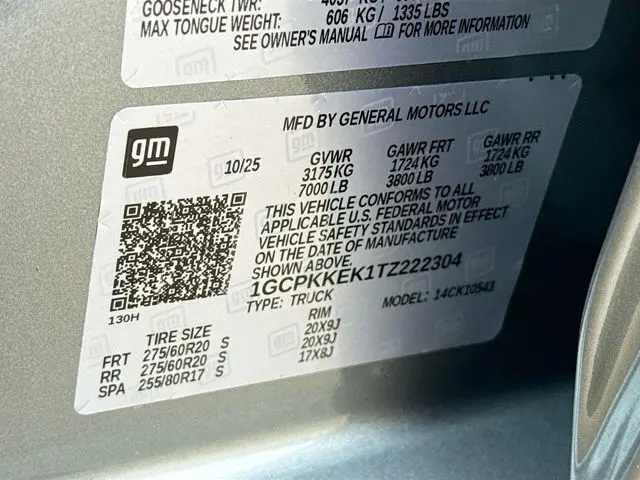 GOOSENECK TWR:
MAX TONGUE WEIGHT: 606 KG / 1335 LBS
SEE OWNER'S MANUAL FOR MORE INFORMATION
gm
MFD BY GENERAL MOTORS LLC
10/25 GVWR GAWR FRT GAWR RR
3175 KG 1724 KG 1724 KG
7000 LB 3800 LB 3800 LB
THIS VEHICLE CONFORMS TO ALL
APPLICABLE U.S. FEDERAL MOTOR
VEHICLE SAFETY STANDARDS IN EFFECT
ON THE DATE OF MANUFACTURE
SHOWN ABOVE.
1GCPKKEK1TZ222304
TYPE: TRUCK MODEL: 14CK10543
130H
TIRE SIZE RIM
FRT 275/60R20 S 20X9J
RR 275/60R20 S 20X9J
SPA 255/80R17 S 17X8J